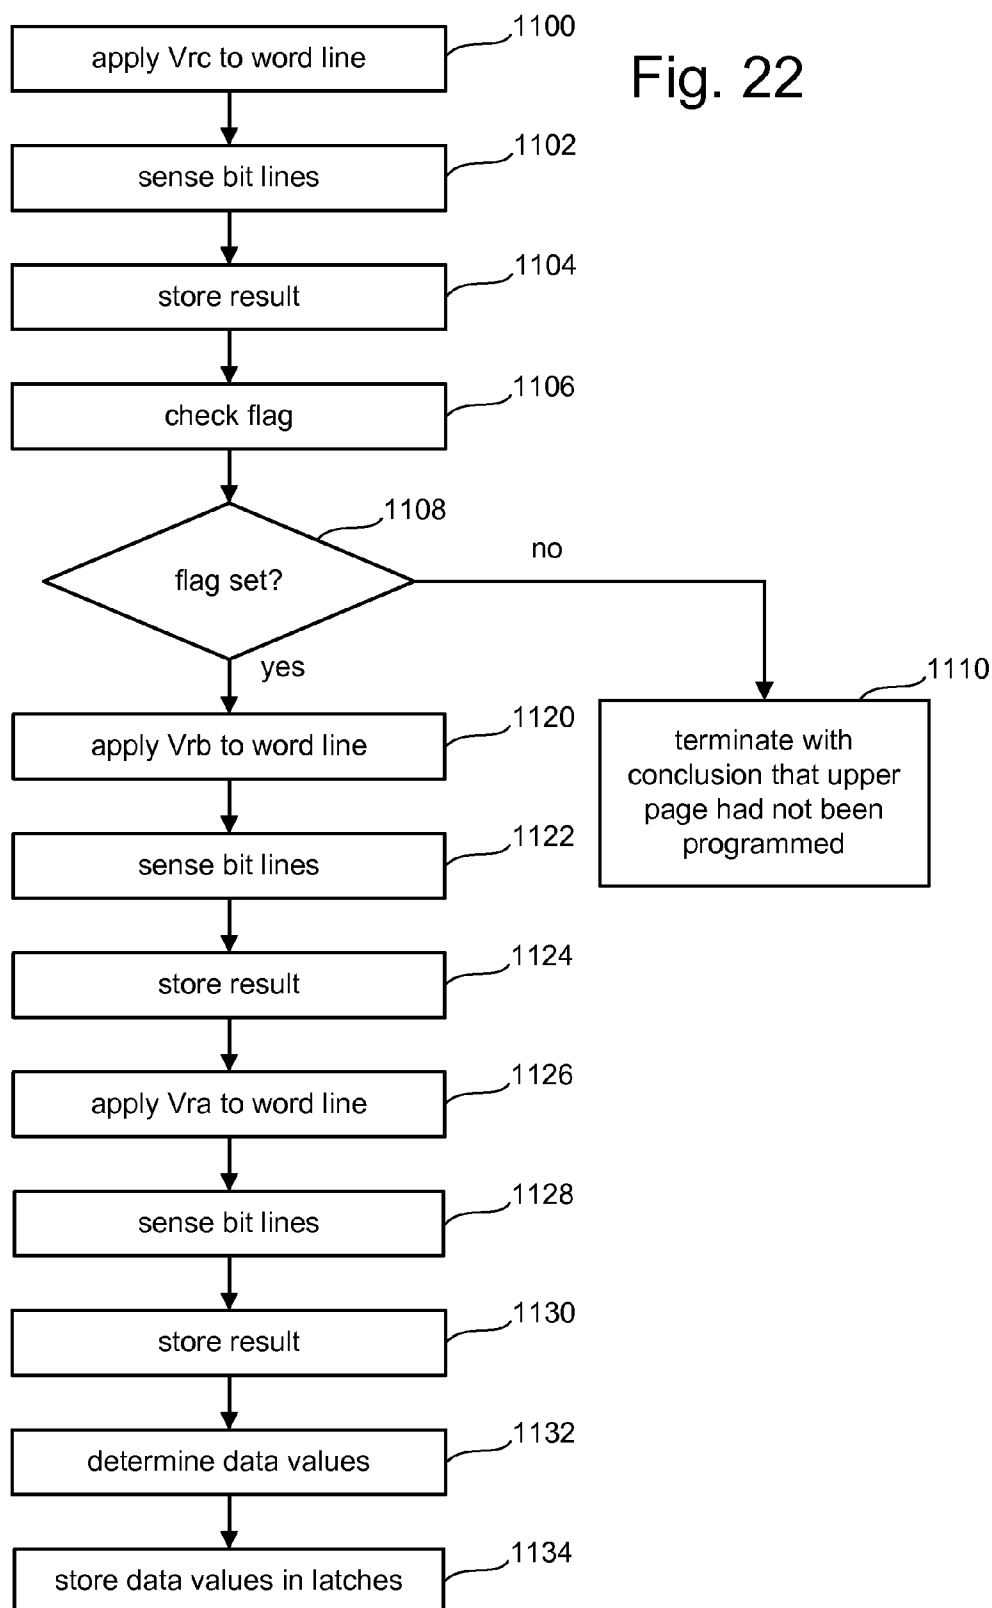 1100
apply Vrc to word line
Fig. 22
1102
sense bit lines
1104
store result
1106
check flag
1108
flag set?
no
yes
1110
terminate with
conclusion that upper
page had not been
programmed
1120
apply Vrb to word line
1122
sense bit lines
1124
store result
1126
apply Vra to word line
1128
sense bit lines
1130
store result
1132
determine data values
1134
store data values in latches